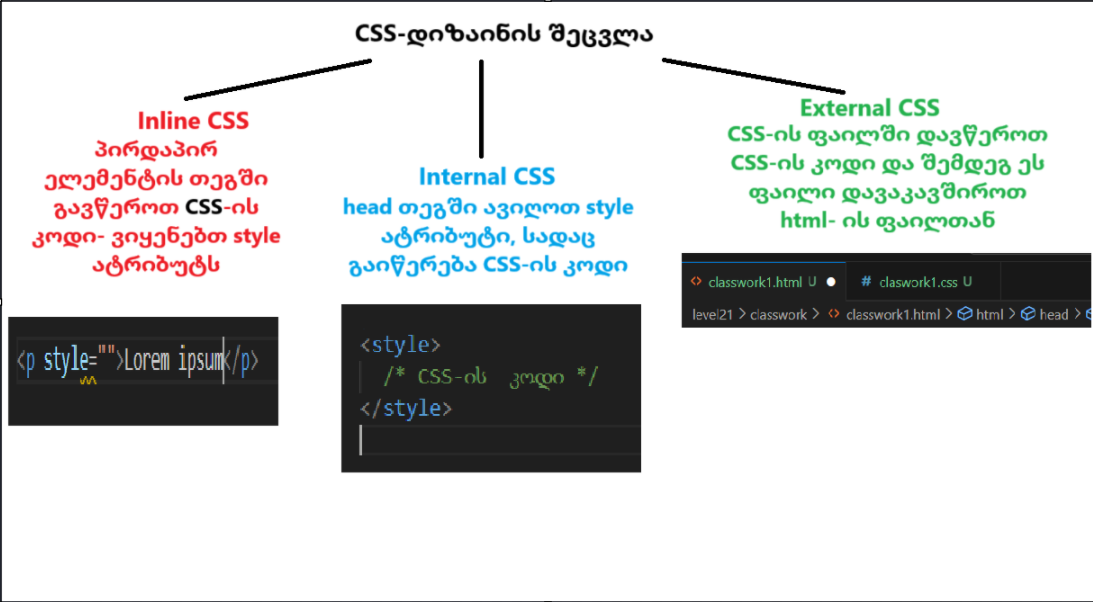 CSS-დიზაინის შეცვლა
Inline CSS
პირდაპირ
ელემენტის თეგში
გავწეროთ CSS-ის
კოდი- ვიყენებთ style
ატრიბუტს
<p style="">Lorem ipsum</p>
Internal CSS
head თეგში ავიღოთ style
ატრიბუტი, სადაც
გაიწერება CSS-ის კოდი
<style>
/* CSS-ის კოდი */
</style>
External CSS
CSS-ის ფაილში დავწეროთ
CSS-ის კოდი და შემდეგ ეს
ფაილი დავაკავშიროთ
html- ის ფაილთან
<> classwork1.html U ● # claswork1.css U
level21 > classwork > <> classwork1.html > html > head >